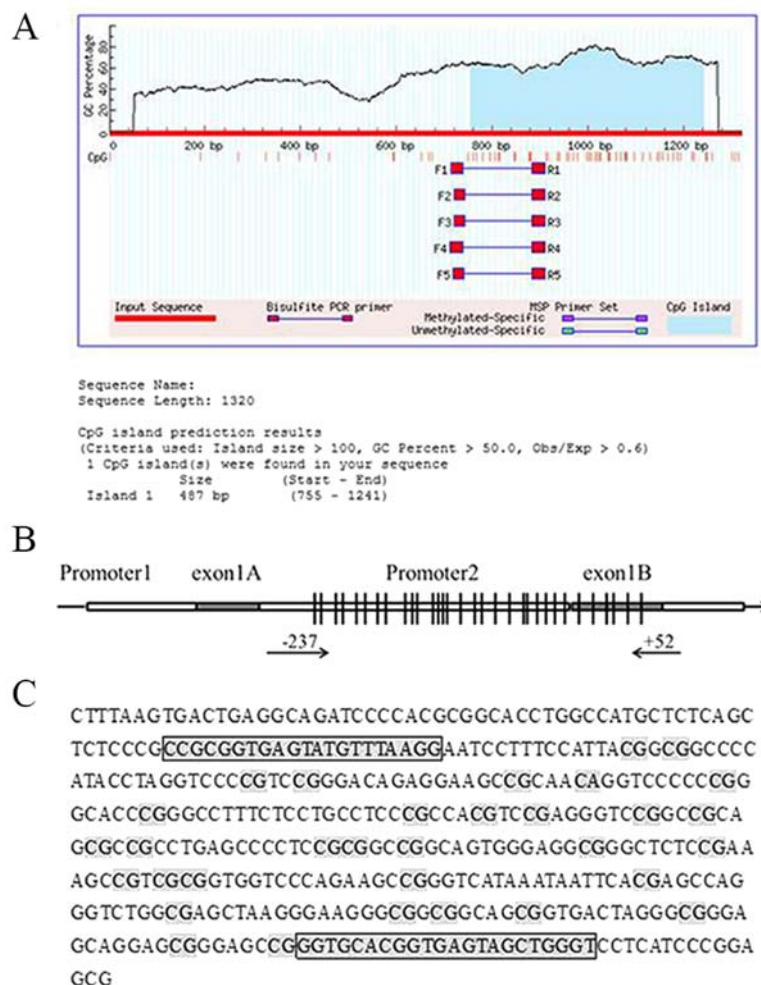 A
GC Percentage
80
60
40
20
0
0 200 bp 400 bp 600 bp 800 bp 1000 bp 1200 bp
CpG
F1 R1
F2 R2
F3 R3
F4 R4
F5 R5
Input Sequence Bisulfite PCR primer MSP Primer Set CpG Island
Methylated-Specific
Unmethylated-Specific
Sequence Name:
Sequence Length: 1320
CpG island prediction results
(Criteria used: Island size > 100, GC Percent > 50.0, Obs/Exp > 0.6)
1 CpG island(s) were found in your sequence
Size (Start - End)
Island 1 487 bp (755 - 1241)
B
Promoter1 exon1A Promoter2 exon1B
-237 +52
C
CTTTAAGTGACTGAGGCAGATCCCCACGCGGCACCTGGCCATGCTCTCAGC
TCTCCCGCCGCGGTGAGTATGTTTAAGGAATCCTTTCCATTACGGCGGCCCC
ATACCTAGGTCCCCGTCCGGGACAGAGGAAGCCGCAACAGGTCCCCCCGG
GCACCCGGGCCTTTCTCCTGCCTCCCGCCACGTCCGAGGGTCCGGCCGCA
GCGCCGCCTGAGCCCCTCCGCGGCCGGCAGTGGGAGGCGGGCTCTCCGAA
AGCCGTCGCGGTGGTCCCAGAAGCCGGGTCATAAATAATTCACGAGCCAG
GGTCTGGCGAGCTAAGGGAAGGGCGGCGGCAGCGGTGACTAGGGCGGGA
GCAGGAGCGGGAGCCGGGTGCACGGTGAGTAGCTGGGTCCTCATCCCGGA
GCG